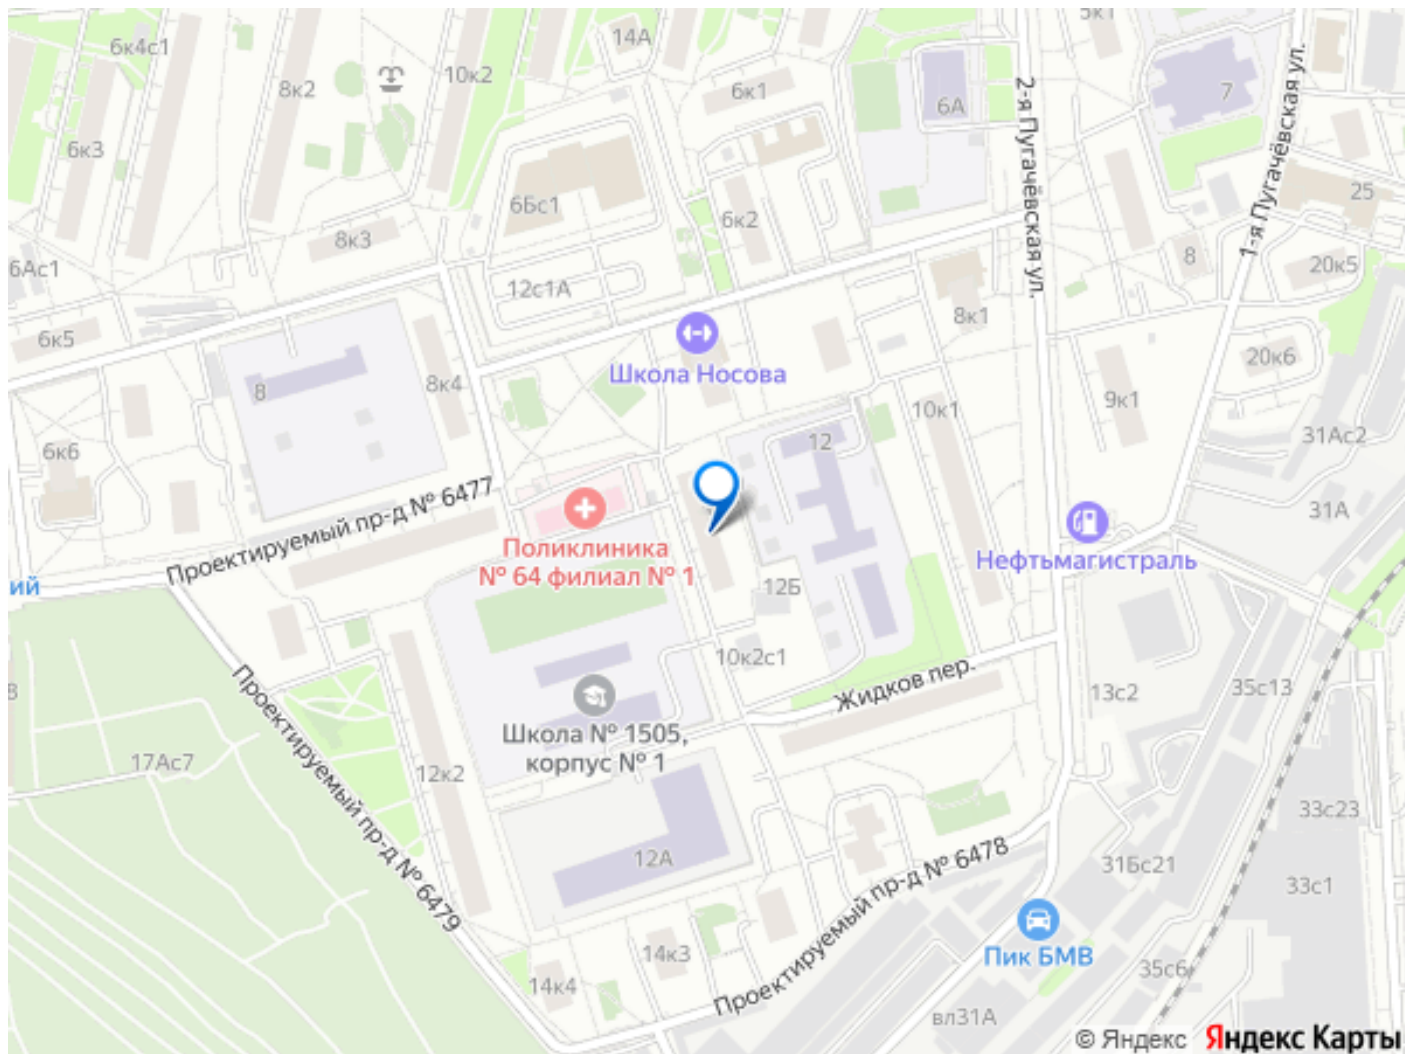 6к4с1
14А
5к1
8к2
10к2
6к1
6А
7
2-я Пугачёвская ул.
1-я Пугачёвская ул.
6к3
6Бс1
6к2
25
8к3
8
20к5
6Ас1
12с1А
8к1
6к5
Школа Носова
20к6
8
8к4
10к1
9к1
12
31Ас2
6к6
Проектируемый пр-д № 6477
31А
Поликлиника
№ 64 филиал № 1
Нефтьмагистраль
ий
12Б
10к2с1
Жидков пер.
13с2
35с13
Проектируемый пр-д № 6479
Школа № 1505,
корпус № 1
17Ас7
12к2
33с23
12А
Проектируемый пр-д № 6478
31Бс21
33с1
Пик БМВ
14к3
35с6
14к4
вл31А
© Яндекс Яндекс Карты